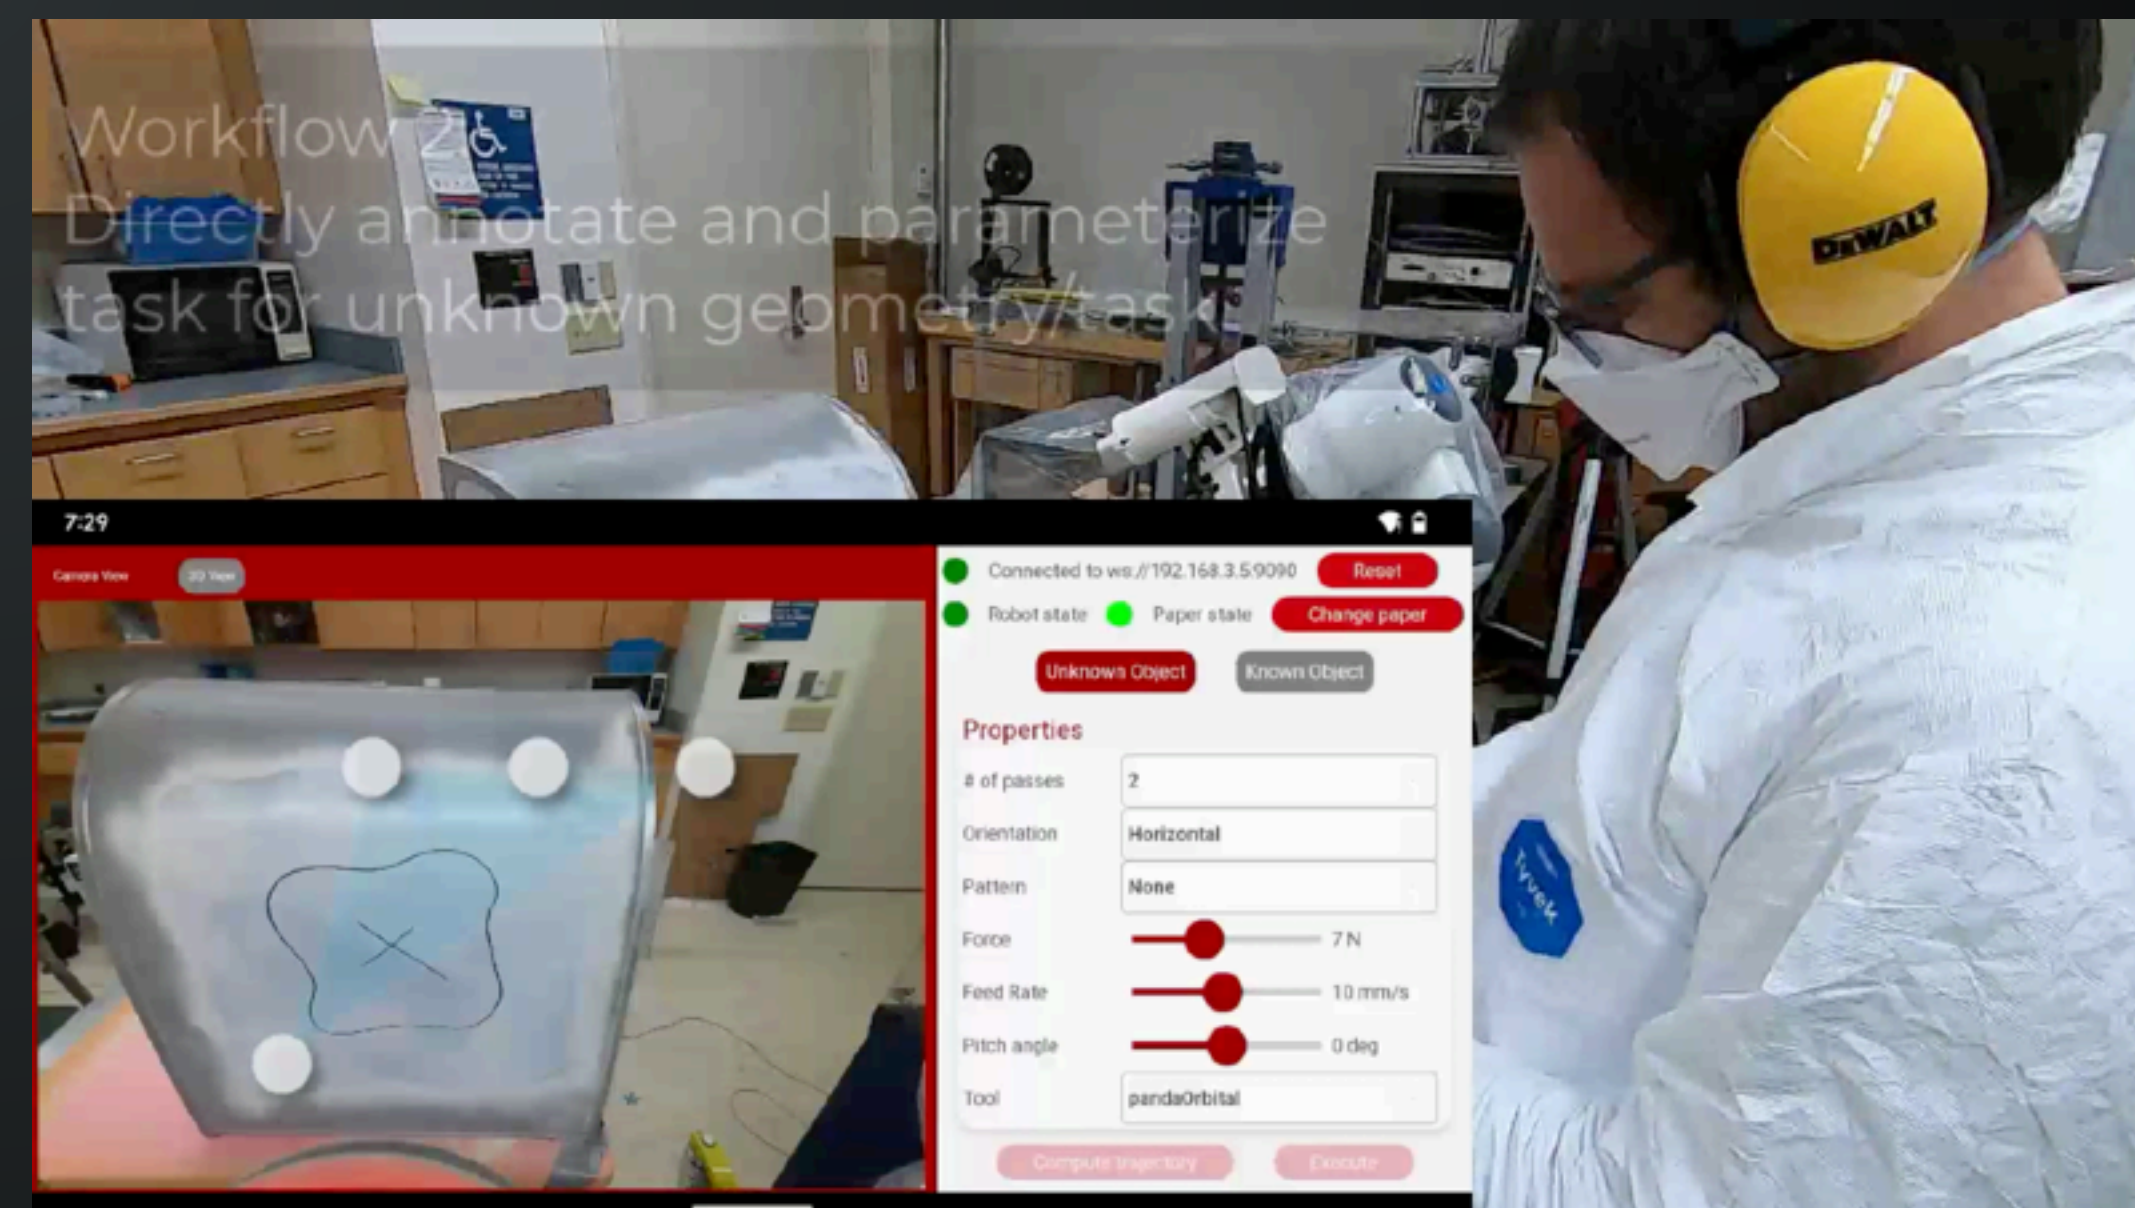 Workflow 2:
Directly annotate and parameterize
task for unknown geometry/task
DEWALT
7:29
Camera View
3D View
Connected to ws://192.168.3.5:9090
Reset
Robot state
Paper state
Change paper
Unknown Object
Known Object
Properties
# of passes
2
Orientation
Horizontal
Pattern
None
Force
7 N
Feed Rate
10 mm/s
Pitch angle
0 deg
Tool
pandaOrbital
Compute trajectory
Execute
Tyvek